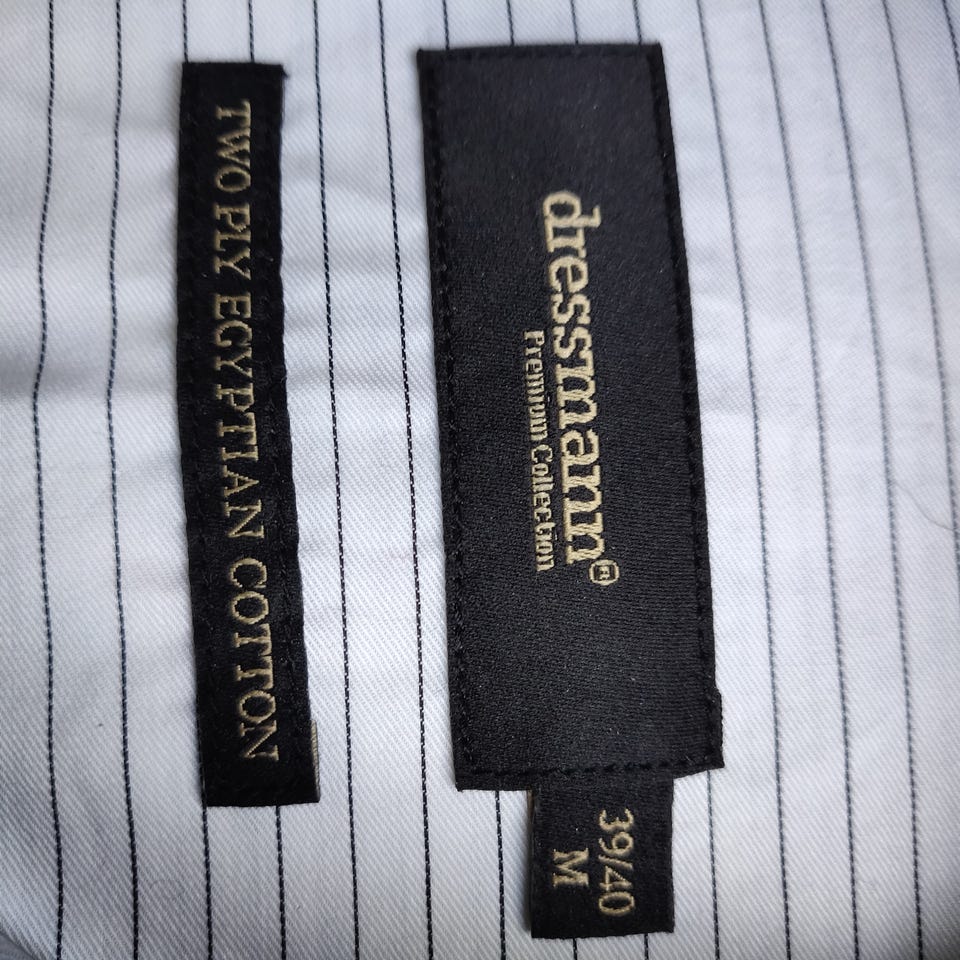 dressmann®
Premium Collection
39/40
M
TWO PLY EGYPTIAN COTTON